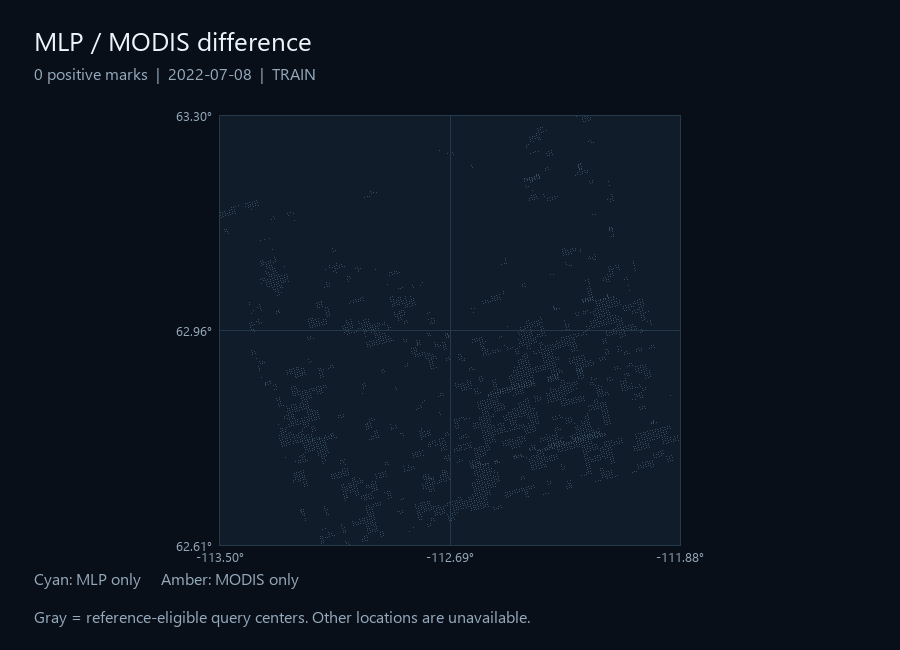 MLP / MODIS difference
0 positive marks | 2022-07-08 | TRAIN
63.30°
62.96°
62.61°
-113.50° -112.69° -111.88°
Cyan: MLP only Amber: MODIS only
Gray = reference-eligible query centers. Other locations are unavailable.